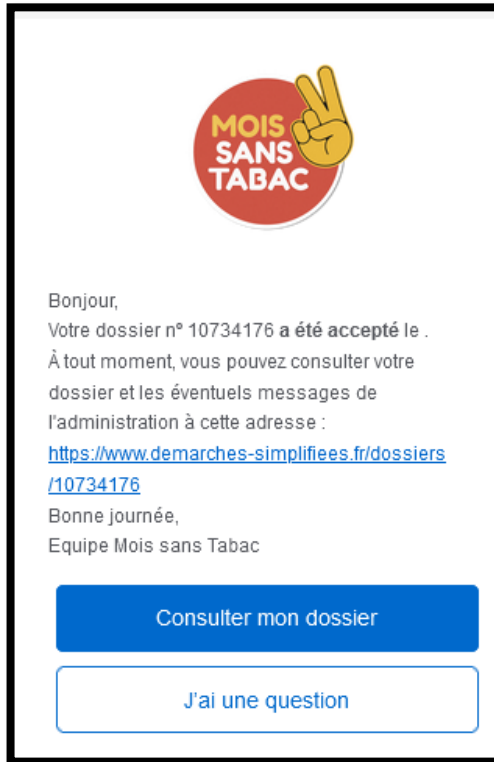 MOIS
SANS
TABAC
Bonjour,
Votre dossier nº 10734176 a été accepté le .
À tout moment, vous pouvez consulter votre
dossier et les éventuels messages de
l'administration à cette adresse :
https://www.demarches-simplifiees.fr/dossiers
/10734176
Bonne journée,
Equipe Mois sans Tabac
Consulter mon dossier
J'ai une question